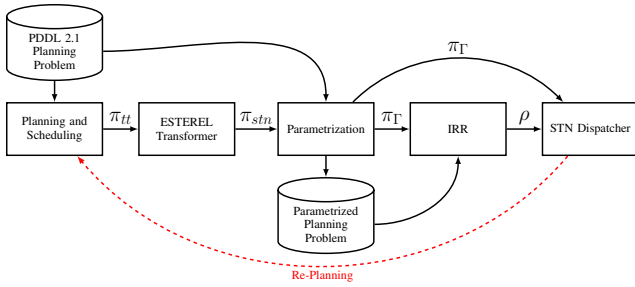 PDDL 2.1
Planning
Problem
π_Γ
Planning and
Scheduling
π_tt
ESTEREL
Transformer
π_stn
Parametrization
π_Γ
IRR
ρ
STN Dispatcher
Parametrized
Planning
Problem
Re-Planning